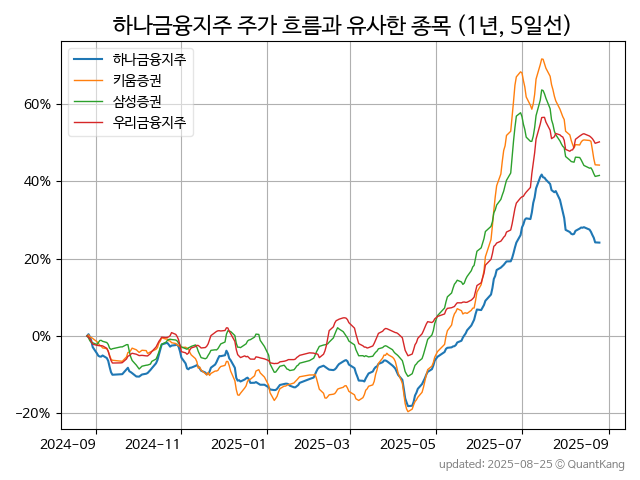 하나금융지주 주가 흐름과 유사한 종목 (1년, 5일선)
하나금융지주
키움증권
삼성증권
우리금융지주
60%
40%
20%
0%
−20%
2024-09 2024-11 2025-01 2025-03 2025-05 2025-07 2025-09
updated: 2025-08-25 © QuantKang